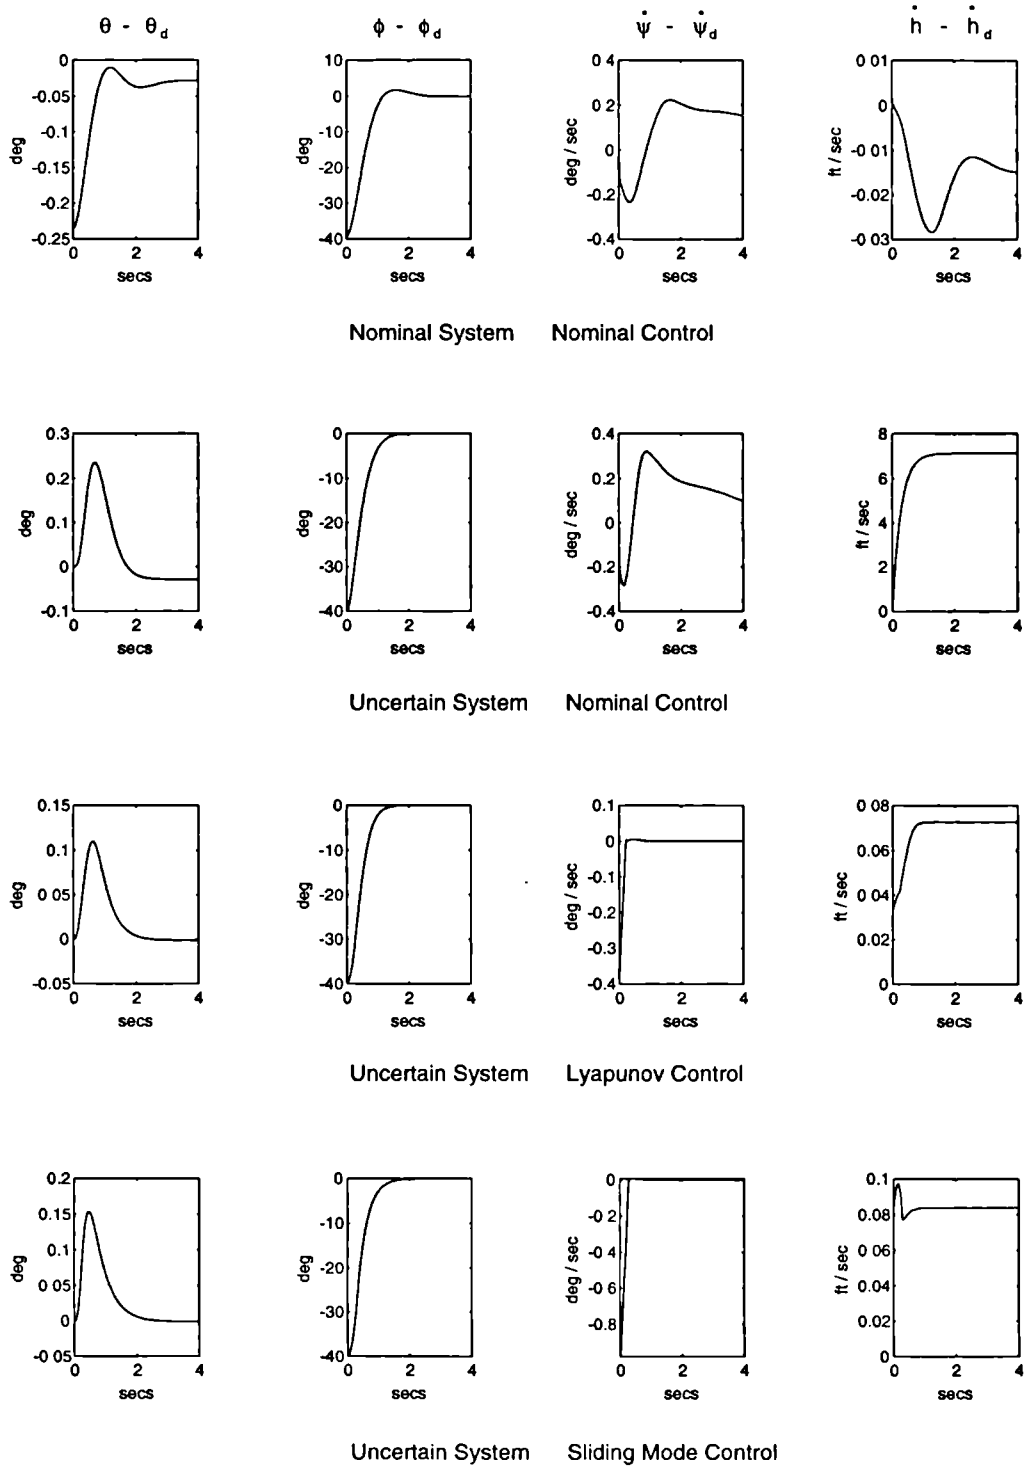 θ - θd φ - φd ψ̇ - ψ̇d ḣ - ḣd
0
-0.05
-0.1
-0.15
-0.2
-0.25
deg
0 2 4
secs
10
0
-10
-20
-30
-40
deg
0 2 4
secs
0 4
0 2
0
-0.2
-0.4
deg / sec
0 2 4
secs
0 01
0
-0 01
-0.02
-0 03
ft / sec
0 2 4
secs
Nominal System Nominal Control
0.3
0.2
0.1
0
-0.1
deg
0 2 4
secs
0
-10
-20
-30
-40
deg
0 2 4
secs
0.4
0.2
0
-0.2
-0.4
deg / sec
0 2 4
secs
8
6
4
2
0
ft / sec
0 2 4
secs
Uncertain System Nominal Control
0.15
0 1
0 05
0
-0.05
deg
0 2 4
secs
0
-10
-20
-30
-40
deg
0 2 4
secs
0.1
0
-0.1
-0.2
-0.3
-0.4
deg / sec
0 2 4
secs
0 08
0 06
0 04
0.02
0
ft / sec
0 2 4
secs
Uncertain System Lyapunov Control
0.2
0.15
0.1
0 05
0
-0 05
deg
0 2 4
secs
0
-10
-20
-30
-40
deg
0 2 4
secs
0
-0 2
-0.4
-0 6
-0.8
deg / sec
0 2 4
secs
0.1
0.08
0.06
0.04
0.02
0
ft / sec
0 2 4
secs
Uncertain System Sliding Mode Control